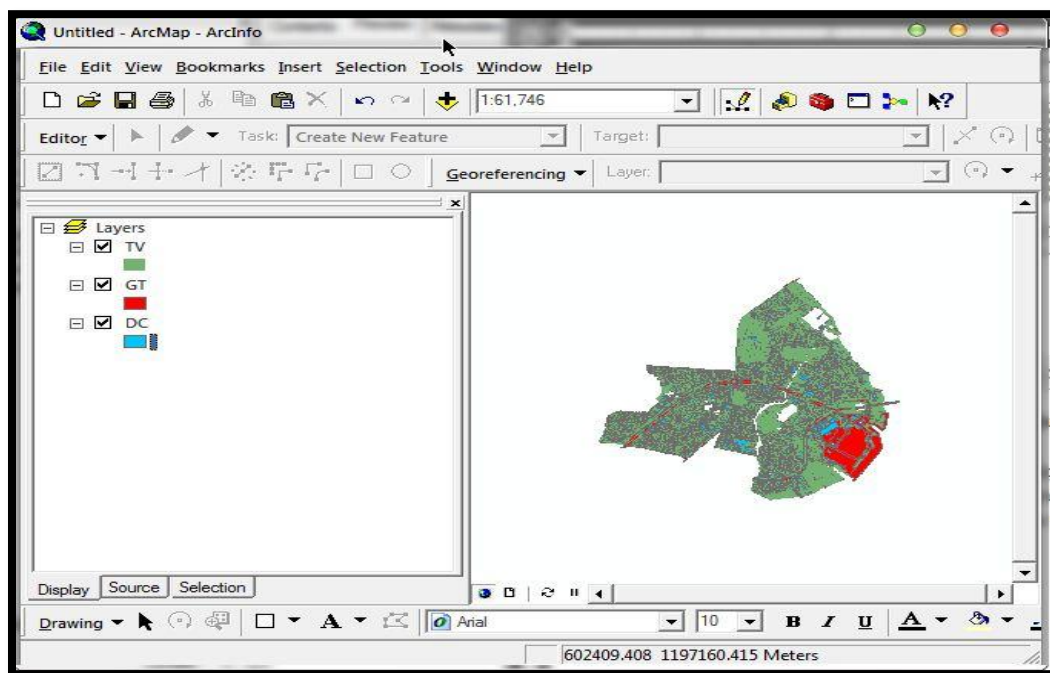 Untitled - ArcMap - ArcInfo
File Edit View Bookmarks Insert Selection Tools Window Help
1:61,746
Editor Task: Create New Feature Target:
Georeferencing Layer:
Layers
TV
GT
DC
Display Source Selection
Drawing A Arial 10 B I U A
602409.408 1197160.415 Meters